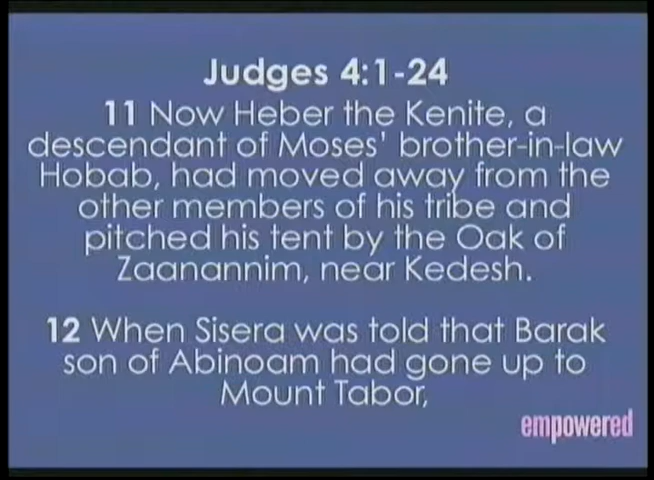 Judges 4:1-24
11 Now Heber the Kenite, a
descendant of Moses' brother-in-law
Hobab, had moved away from the
other members of his tribe and
pitched his tent by the Oak of
Zaanannim, near Kedesh.
12 When Sisera was told that Barak
son of Abinoam had gone up to
Mount Tabor,
empowered